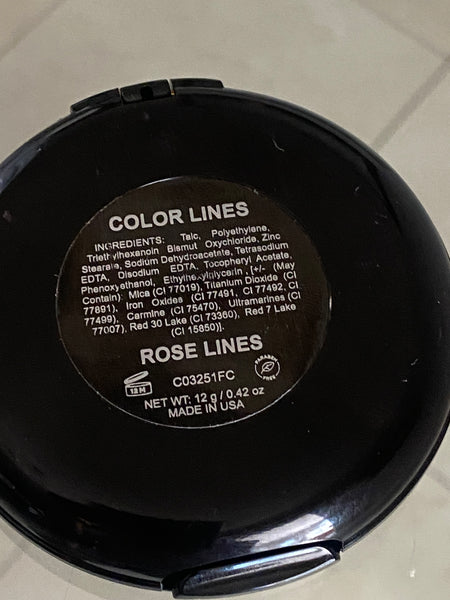 COLOR LINES
INGREDIENTS: Talc, Polyethylene,
Triethylhexanoin Bismut Oxychloride, Zinc
Stearate, Sodium Dehydroacetate, Tetrasodium
EDTA, Disodium EDTA, Tocopheryl Acetate,
Phenoxyethanol, Ethylhexylglycerin, [+/- (May
Contain): Mica (CI 77019), Titanium Dioxide (CI
77891), Iron Oxides (CI 77491, CI 77492, CI
77499), Carmine (CI 75470), Ultramarines (CI
77007), Red 30 Lake (CI 73360), Red 7 Lake
(CI 15850)].
ROSE LINES
12 M
C03251FC
PARABEN
FREE
NET WT: 12 g / 0.42 oz
MADE IN USA